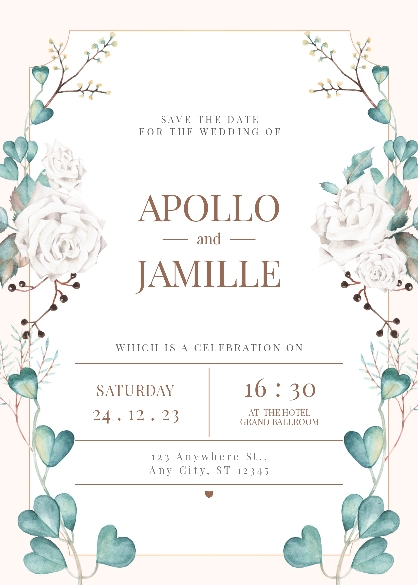 SAVE THE DATE
FOR THE WEDDING OF
APOLLO
and
JAMILLE
WHICH IS A CELEBRATION ON
SATURDAY
24 . 12 . 23
16 : 30
AT THE HOTEL
GRAND BALLROOM
123 Anywhere St.,
Any City, ST 12345